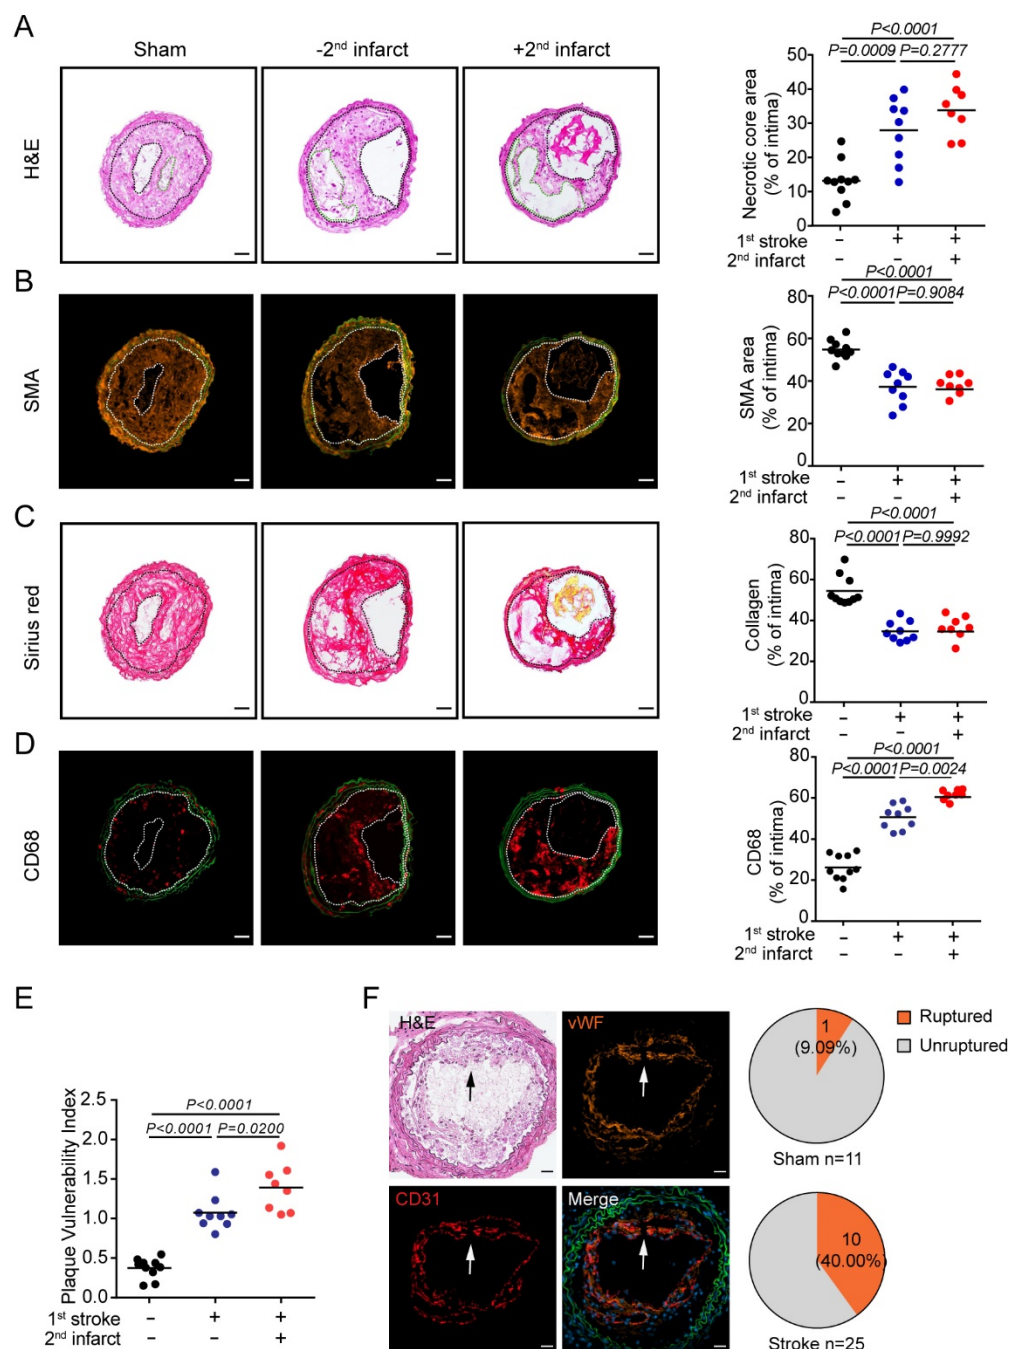 A
Sham
-2nd infarct
+2nd infarct
H&E
P<0.0001
P=0.0009 P=0.2777
Necrotic core area
(% of intima)
50
40
30
20
10
0
1st stroke - + +
2nd infarct - - +
B
SMA
P<0.0001
P<0.0001 P=0.9084
SMA area
(% of intima)
80
60
40
20
0
1st stroke - + +
2nd infarct - - +
C
Sirius red
P<0.0001
P<0.0001 P=0.9992
Collagen
(% of intima)
80
60
40
20
0
1st stroke - + +
2nd infarct - - +
D
CD68
P<0.0001
P<0.0001 P=0.0024
CD68
(% of intima)
80
60
40
20
0
1st stroke - + +
2nd infarct - - +
E
Plaque Vulnerability Index
2.5
2.0
1.5
1.0
0.5
0.0
P<0.0001
P<0.0001 P=0.0200
1st stroke - + +
2nd infarct - - +
F
H&E
vWF
CD31
Merge
1
(9.09%)
Sham n=11
Ruptured
Unruptured
10
(40.00%)
Stroke n=25